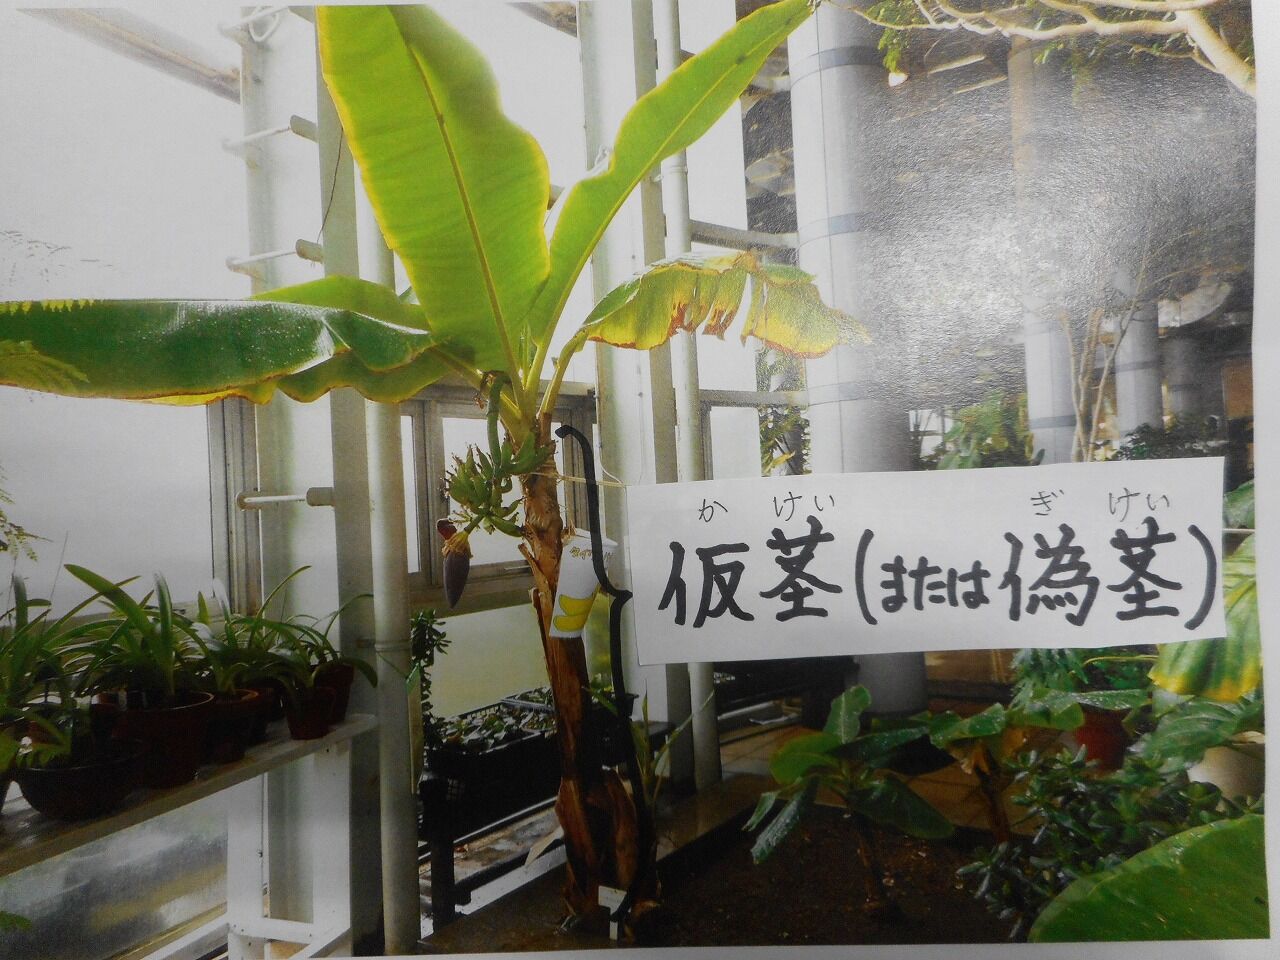 か けい ぎ けい
仮茎(または偽茎)